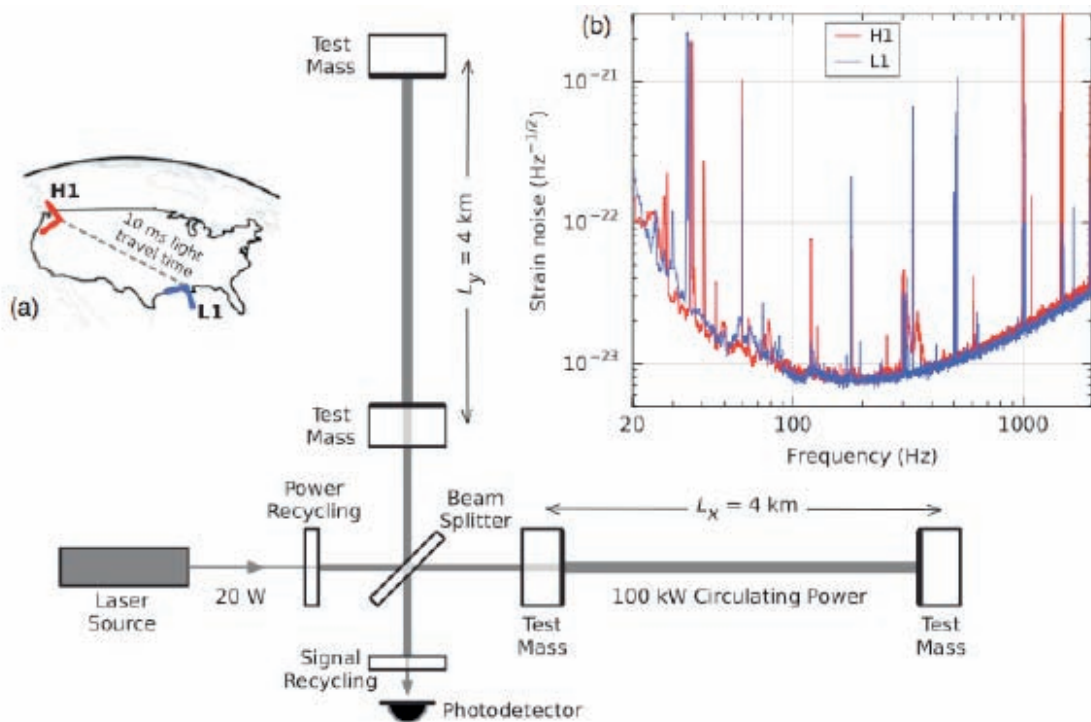 Test
Mass
(b)
H1
L1
10⁻²¹
10⁻²²
10⁻²³
Strain noise (Hz⁻¹/²)
20
100
1000
Frequency (Hz)
H1
10 ms light
travel time
L1
(a)
Ly = 4 km
Test
Mass
Power
Recycling
Beam
Splitter
Lx = 4 km
Laser
Source
20 W
100 kW Circulating Power
Test
Mass
Test
Mass
Signal
Recycling
Photodetector